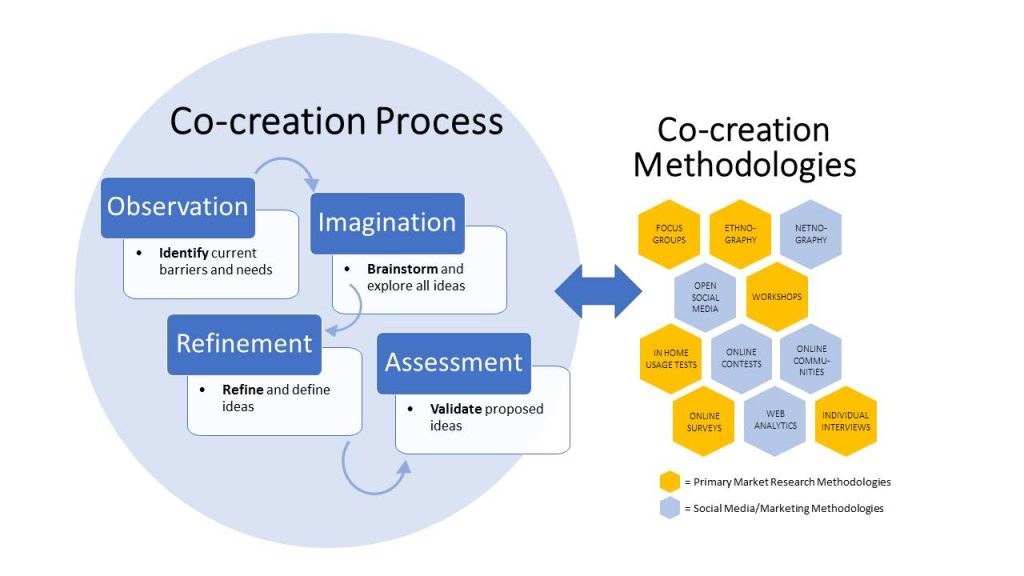 Co-creation Process
Observation
• Identify current
barriers and needs
Imagination
• Brainstorm and
explore all ideas
Refinement
• Refine and define
ideas
Assessment
• Validate proposed
ideas
Co-creation
Methodologies
FOCUS
GROUPS
ETHNO-
GRAPHY
NETNO-
GRAPHY
OPEN
SOCIAL
MEDIA
WORKSHOPS
IN HOME
USAGE TESTS
ONLINE
CONTESTS
ONLINE
COMMU-
NITIES
ONLINE
SURVEYS
WEB
ANALYTICS
INDIVIDUAL
INTERVIEWS
= Primary Market Research Methodologies
= Social Media/Marketing Methodologies